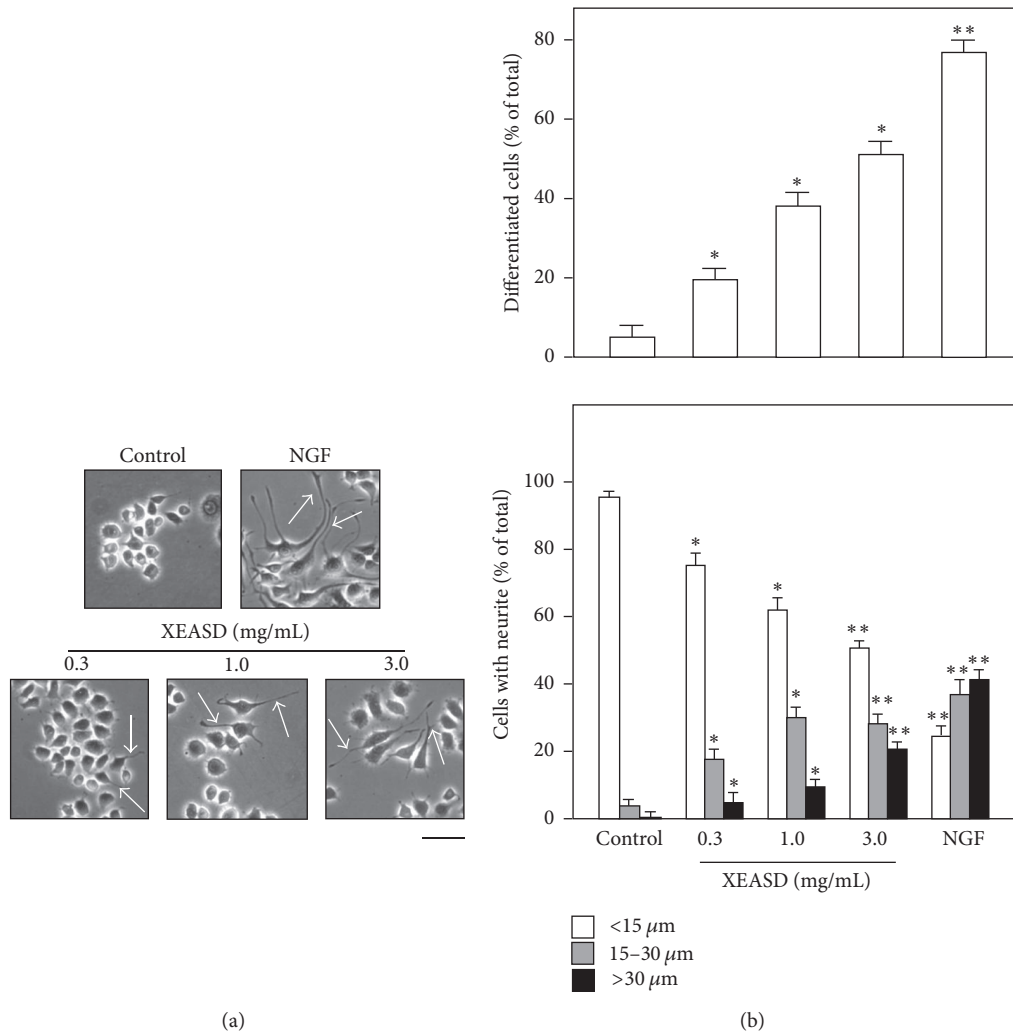 Control NGF
XEASD (mg/mL)
0.3 1.0 3.0
(a)
Differentiated cells (% of total)
80
60
40
20
0
* * * **
Cells with neurite (% of total)
100
80
60
40
20
0
* * *
* * *
** ** **
** ** **
Control 0.3 1.0 3.0 NGF
XEASD (mg/mL)
<15 μm
15–30 μm
>30 μm
(b)